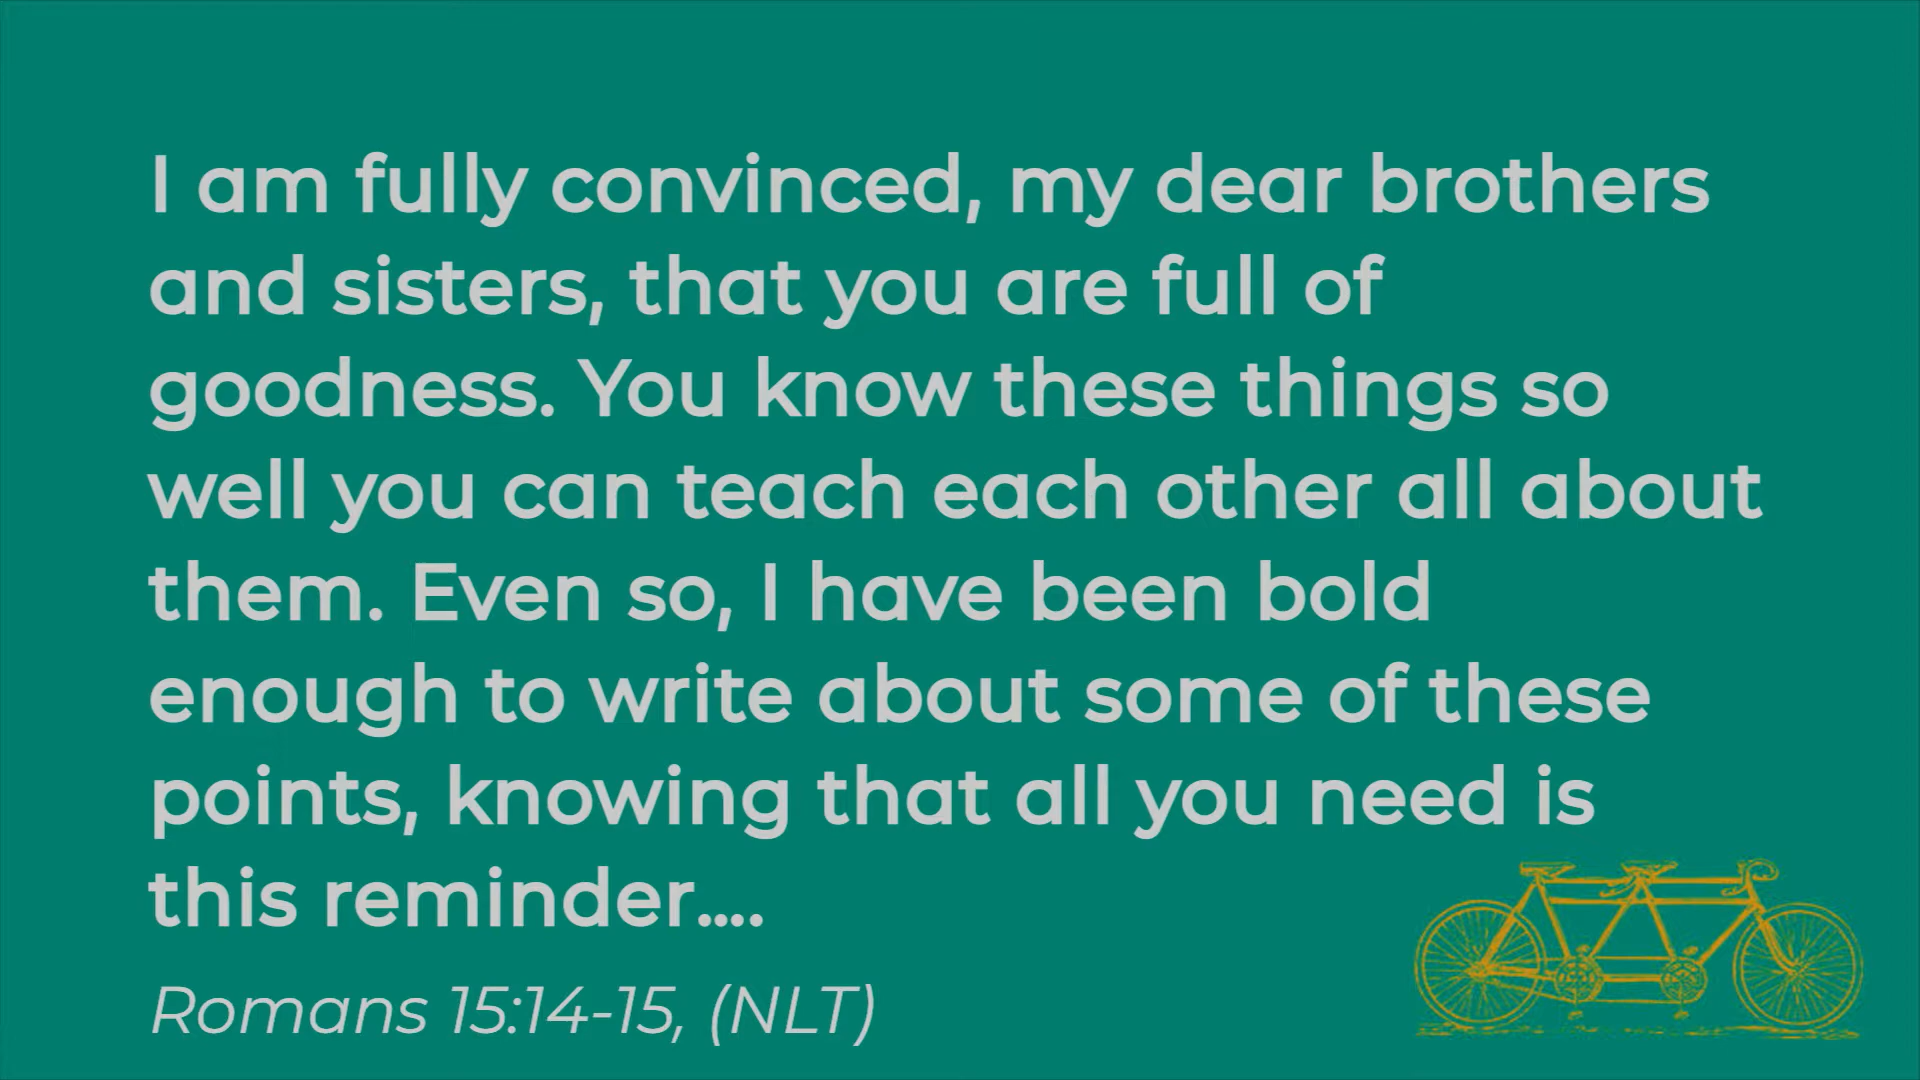 I am fully convinced, my dear brothers
and sisters, that you are full of
goodness. You know these things so
well you can teach each other all about
them. Even so, I have been bold
enough to write about some of these
points, knowing that all you need is
this reminder....
Romans 15:14-15, (NLT)